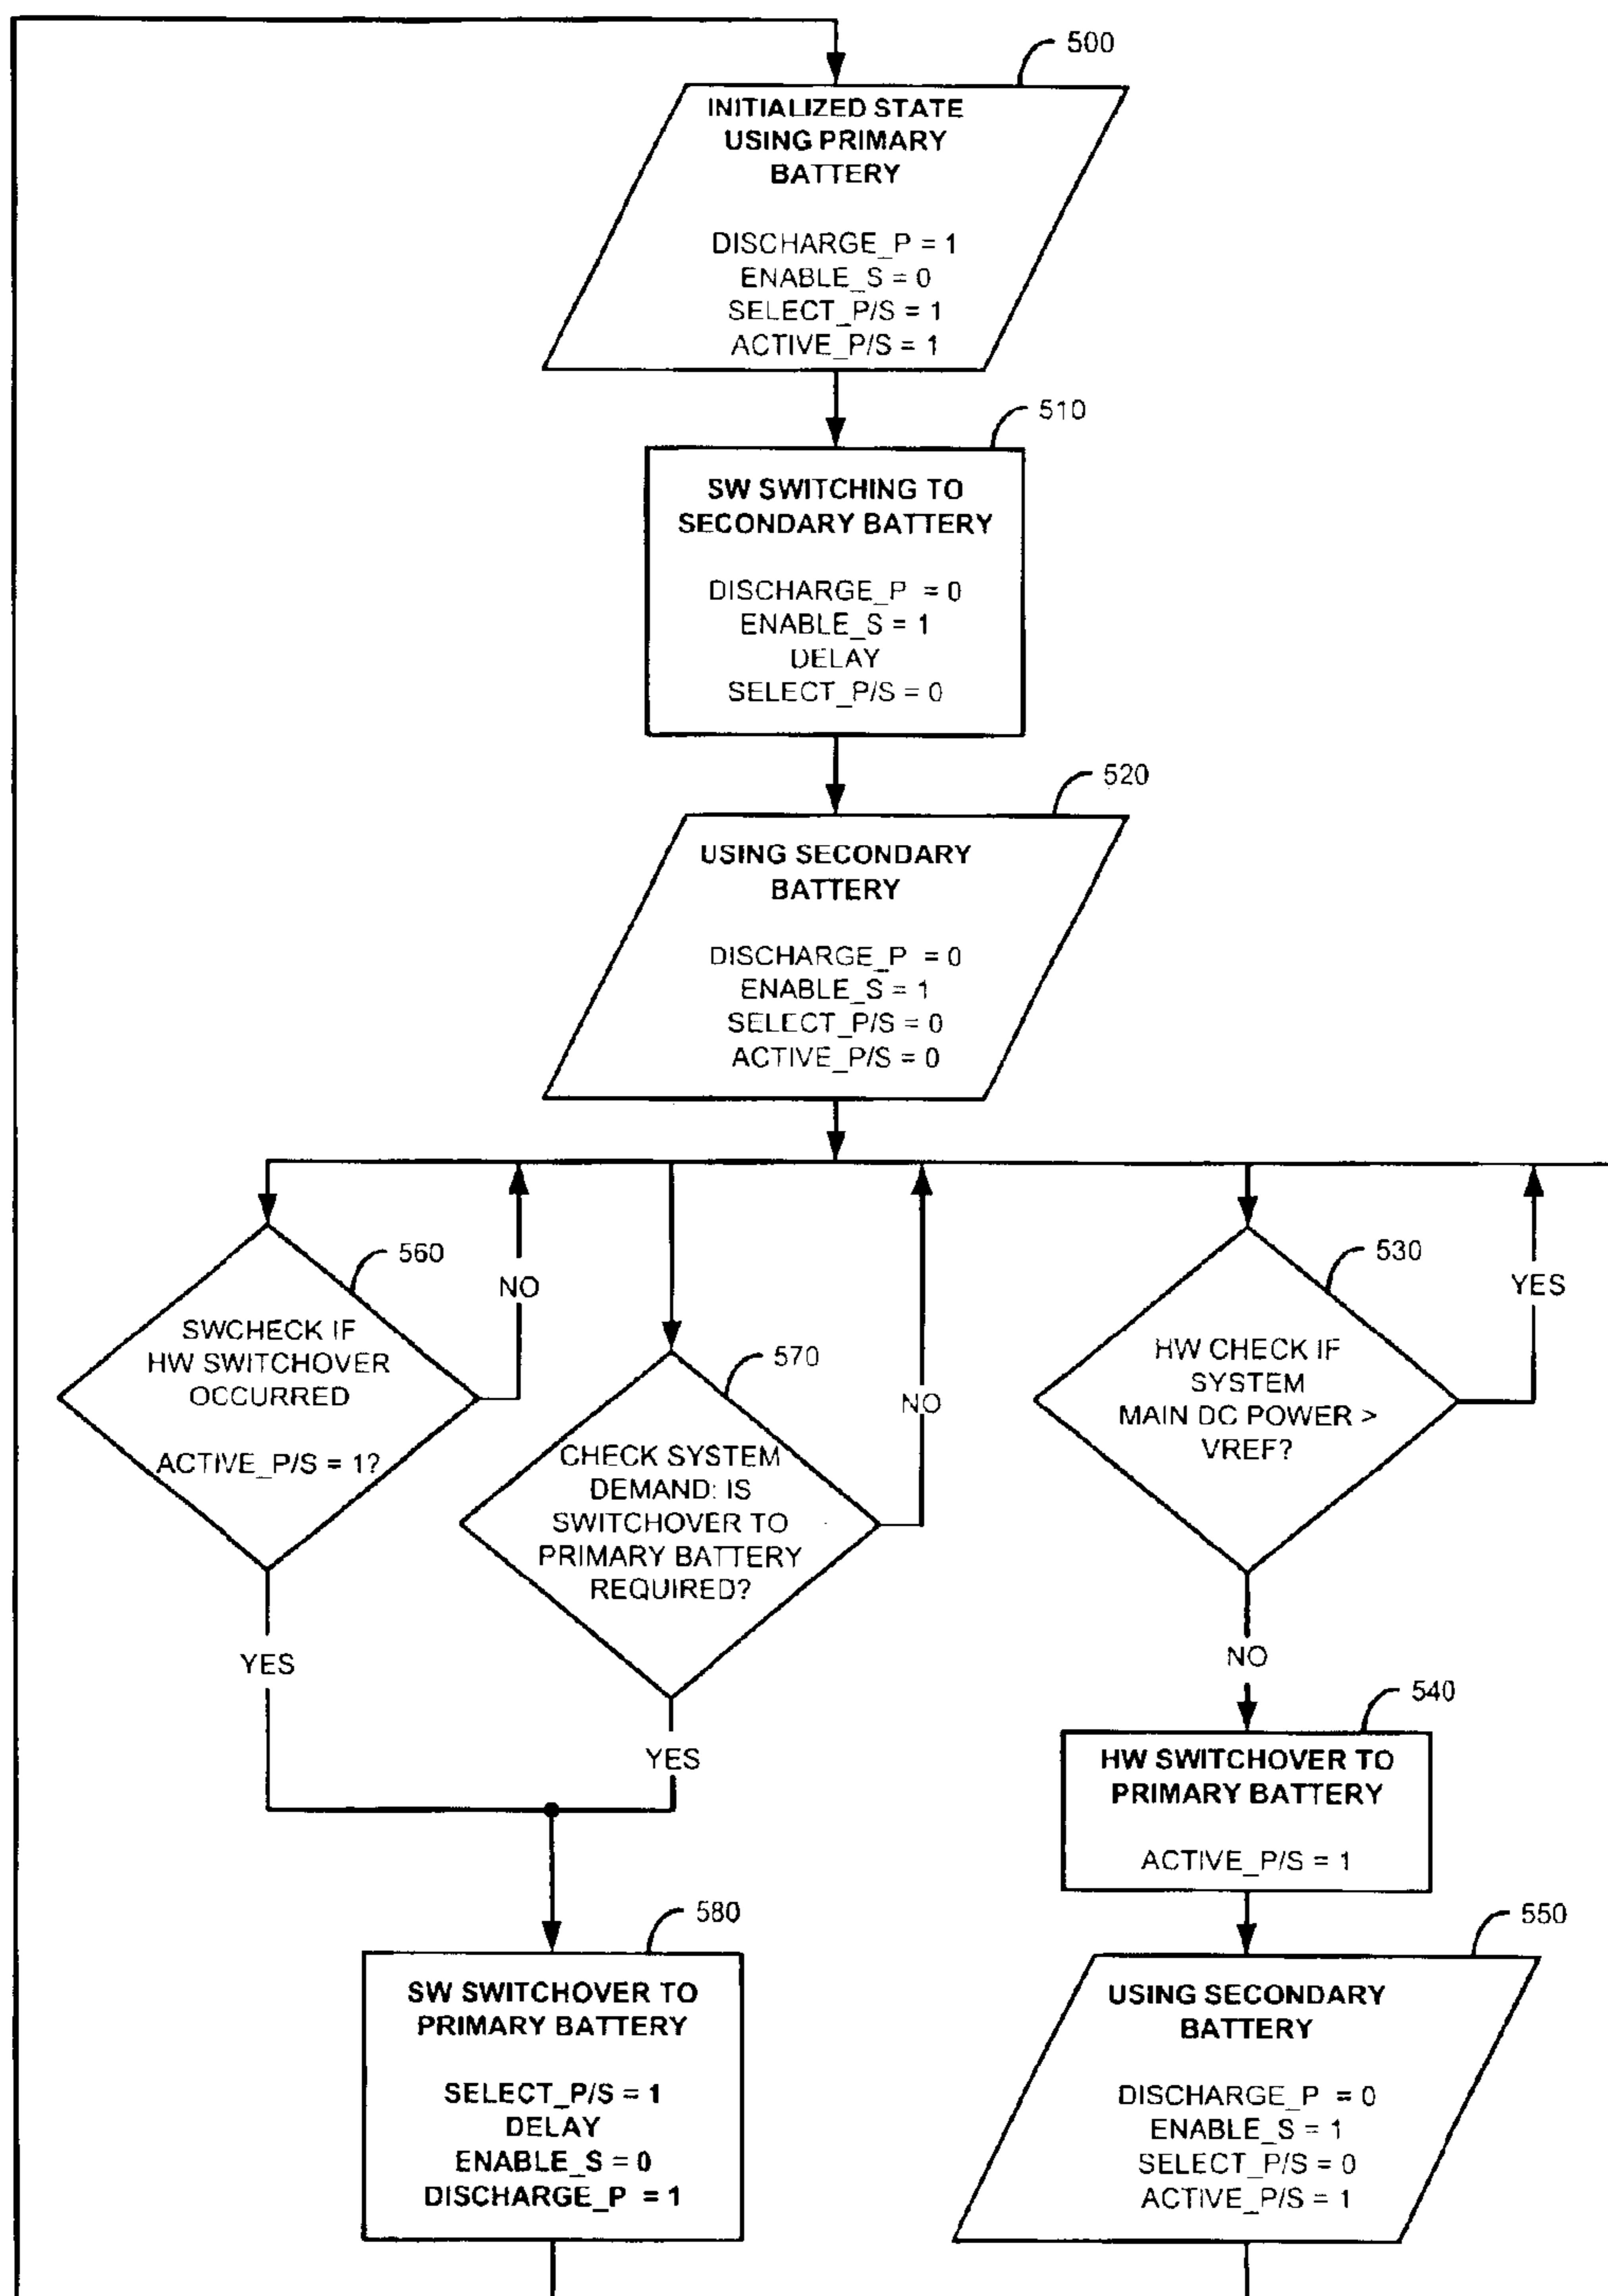 500
INITIALIZED STATE
USING PRIMARY
BATTERY
DISCHARGE_P = 1
ENABLE_S = 0
SELECT_P/S = 1
ACTIVE_P/S = 1
510
SW SWITCHING TO
SECONDARY BATTERY
DISCHARGE_P = 0
ENABLE_S = 1
DELAY
SELECT_P/S = 0
520
USING SECONDARY
BATTERY
DISCHARGE_P = 0
ENABLE_S = 1
SELECT_P/S = 0
ACTIVE_P/S = 0
560
NO
SWCHECK IF
HW SWITCHOVER
OCCURRED
ACTIVE_P/S = 1?
YES
570
NO
CHECK SYSTEM
DEMAND: IS
SWITCHOVER TO
PRIMARY BATTERY
REQUIRED?
YES
530
YES
HW CHECK IF
SYSTEM
MAIN DC POWER >
VREF?
NO
540
HW SWITCHOVER TO
PRIMARY BATTERY
ACTIVE_P/S = 1
580
SW SWITCHOVER TO
PRIMARY BATTERY
SELECT_P/S = 1
DELAY
ENABLE_S = 0
DISCHARGE_P = 1
550
USING SECONDARY
BATTERY
DISCHARGE_P = 0
ENABLE_S = 1
SELECT_P/S = 0
ACTIVE_P/S = 1